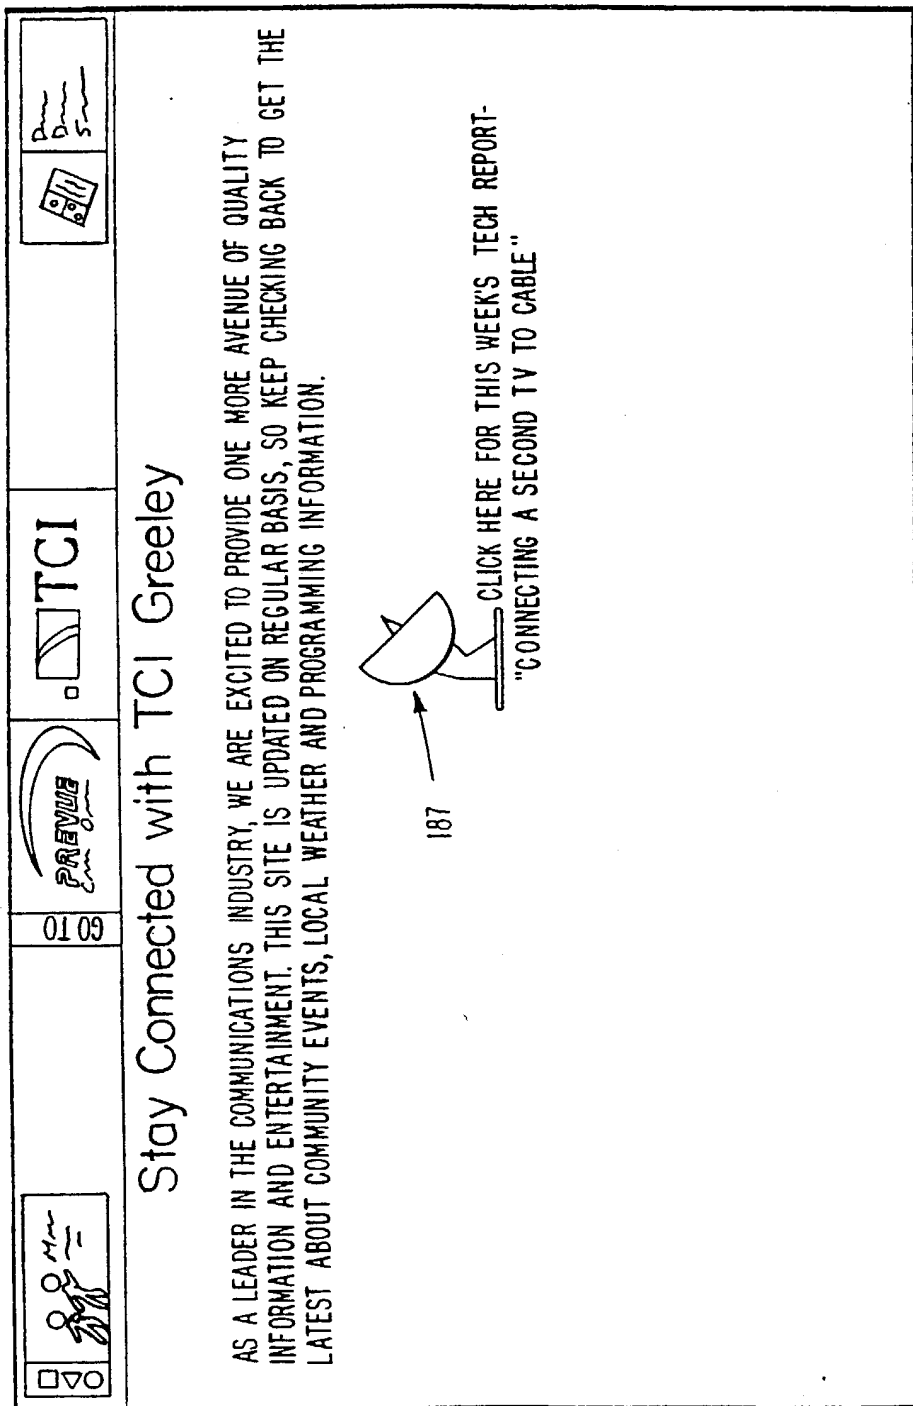 GO TO
PREVUE
TCI
Stay Connected with TCI Greeley
AS A LEADER IN THE COMMUNICATIONS INDUSTRY, WE ARE EXCITED TO PROVIDE ONE MORE AVENUE OF QUALITY
INFORMATION AND ENTERTAINMENT. THIS SITE IS UPDATED ON REGULAR BASIS, SO KEEP CHECKING BACK TO GET THE
LATEST ABOUT COMMUNITY EVENTS, LOCAL WEATHER AND PROGRAMMING INFORMATION.
187
CLICK HERE FOR THIS WEEK'S TECH REPORT-
"CONNECTING A SECOND TV TO CABLE"